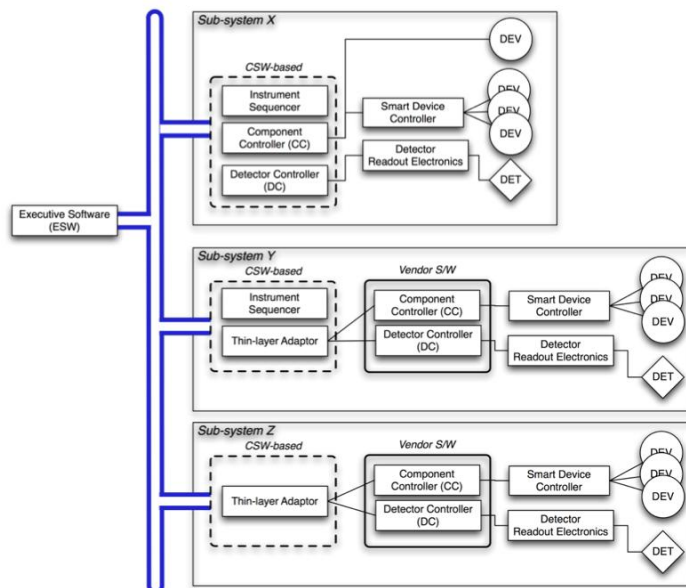 Sub-system X
CSW-based
Instrument
Sequencer
Component
Controller (CC)
Detector Controller
(DC)
Smart Device
Controller
Detector
Readout Electronics
DEV
DEV
DEV
DEV
DET
Executive Software
(ESW)
Sub-system Y
CSW-based
Instrument
Sequencer
Thin-layer Adaptor
Vendor S/W
Component
Controller (CC)
Detector Controller
(DC)
Smart Device
Controller
Detector
Readout Electronics
DEV
DEV
DEV
DET
Sub-system Z
CSW-based
Thin-layer Adaptor
Vendor S/W
Component
Controller (CC)
Detector Controller
(DC)
Smart Device
Controller
Detector
Readout Electronics
DEV
DEV
DEV
DET